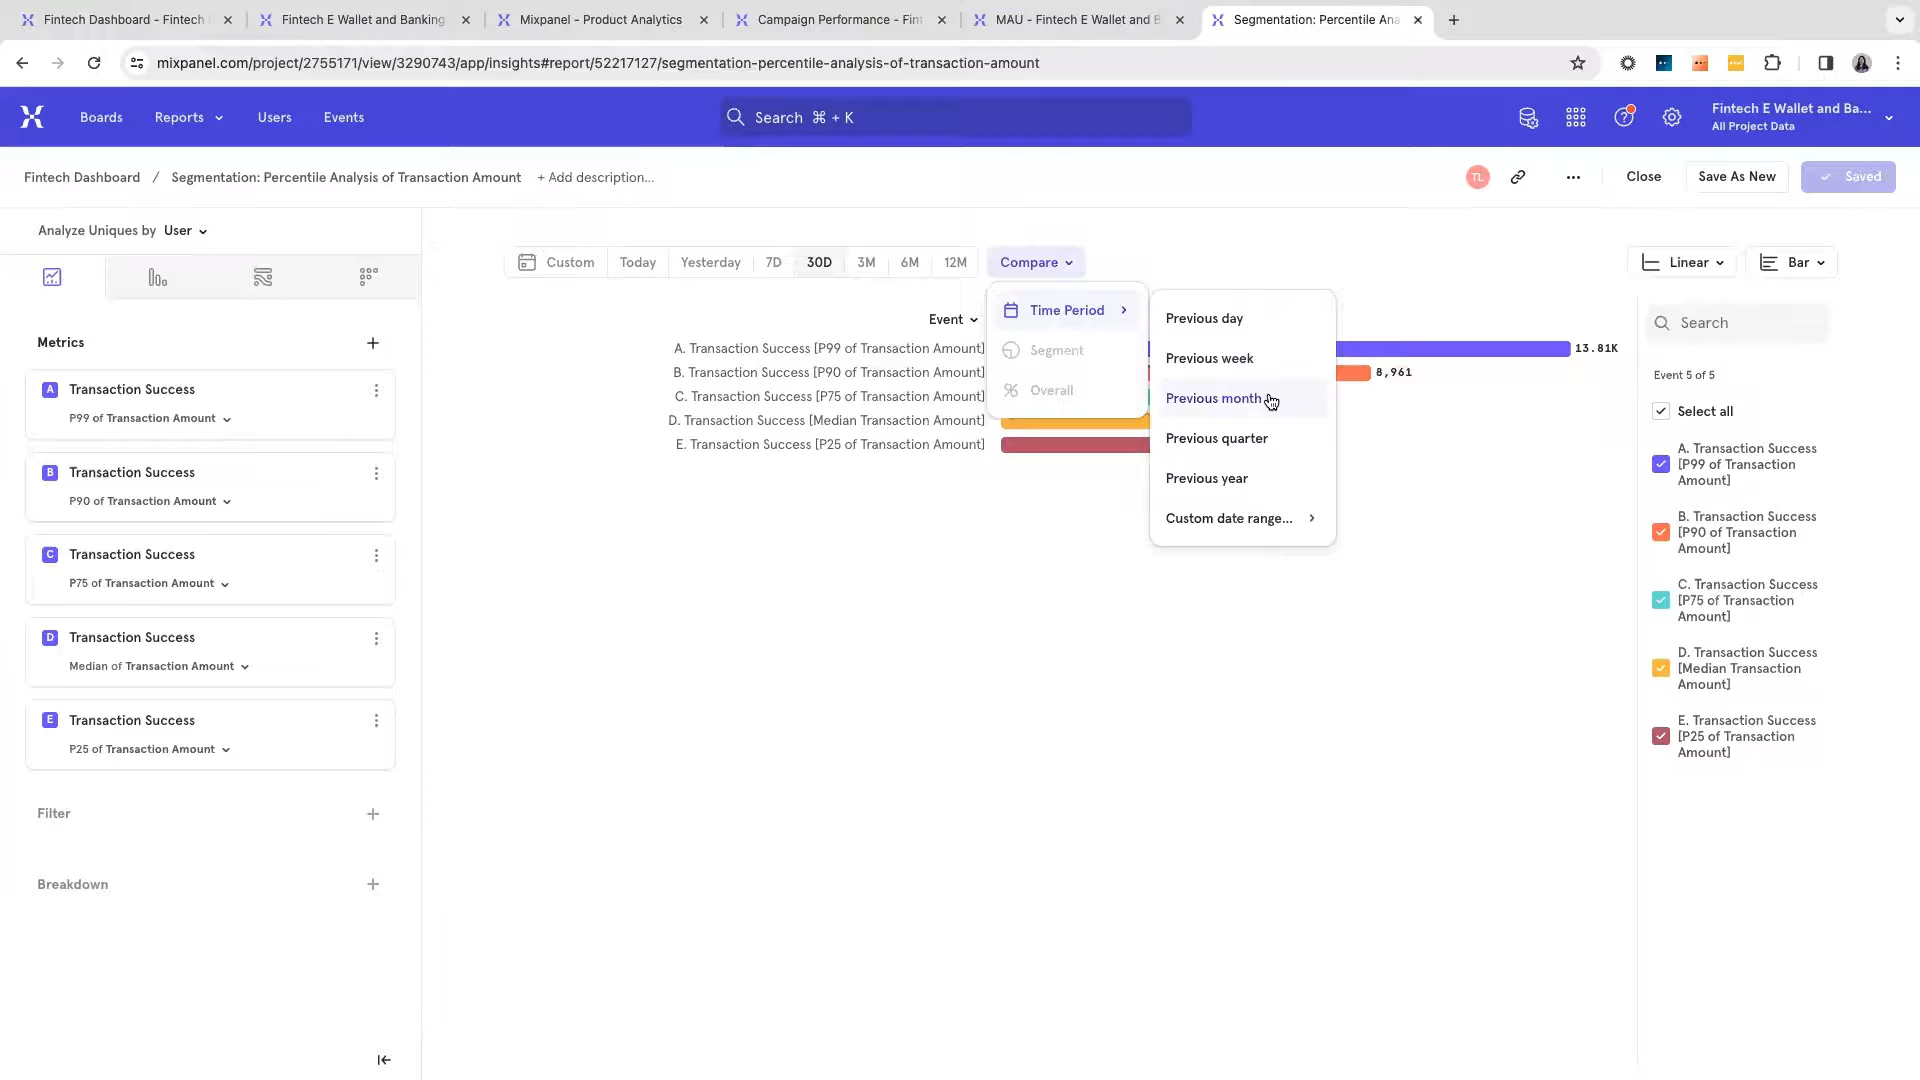 Fintech Dashboard - Fintech
Fintech E Wallet and Banking
Mixpanel - Product Analytics
Campaign Performance - Fin
MAU - Fintech E Wallet and B
Segmentation: Percentile Ana
mixpanel.com/project/2755171/view/3290743/app/insights#report/52217127/segmentation-percentile-analysis-of-transaction-amount
Boards
Reports
Users
Events
Search ⌘ + K
Fintech E Wallet and Ba...
All Project Data
Fintech Dashboard / Segmentation: Percentile Analysis of Transaction Amount + Add description...
TL
Close
Save As New
Saved
Analyze Uniques by User
Metrics
A Transaction Success
P99 of Transaction Amount
B Transaction Success
P90 of Transaction Amount
C Transaction Success
P75 of Transaction Amount
D Transaction Success
Median of Transaction Amount
E Transaction Success
P25 of Transaction Amount
Filter
Breakdown
Custom
Today
Yesterday
7D
30D
3M
6M
12M
Compare
Linear
Bar
Event
A. Transaction Success [P99 of Transaction Amount]
B. Transaction Success [P90 of Transaction Amount]
C. Transaction Success [P75 of Transaction Amount]
D. Transaction Success [Median Transaction Amount]
E. Transaction Success [P25 of Transaction Amount]
Time Period
Segment
Overall
Previous day
Previous week
Previous month
Previous quarter
Previous year
Custom date range...
13.81K
8,961
Search
Event 5 of 5
Select all
A. Transaction Success
[P99 of Transaction
Amount]
B. Transaction Success
[P90 of Transaction
Amount]
C. Transaction Success
[P75 of Transaction
Amount]
D. Transaction Success
[Median Transaction
Amount]
E. Transaction Success
[P25 of Transaction
Amount]